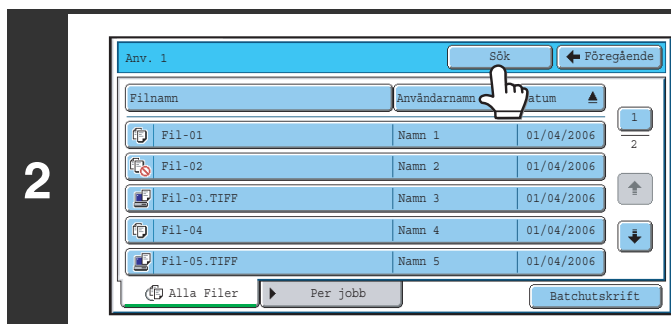 2
Anv. 1 Sök Föregående
Filnamn Användarnamn atum
Fil-01 Namn 1 01/04/2006
1
2
Fil-02 Namn 2 01/04/2006
Fil-03.TIFF Namn 3 01/04/2006
Fil-04 Namn 4 01/04/2006
Fil-05.TIFF Namn 5 01/04/2006
Alla Filer Per jobb Batchutskrift